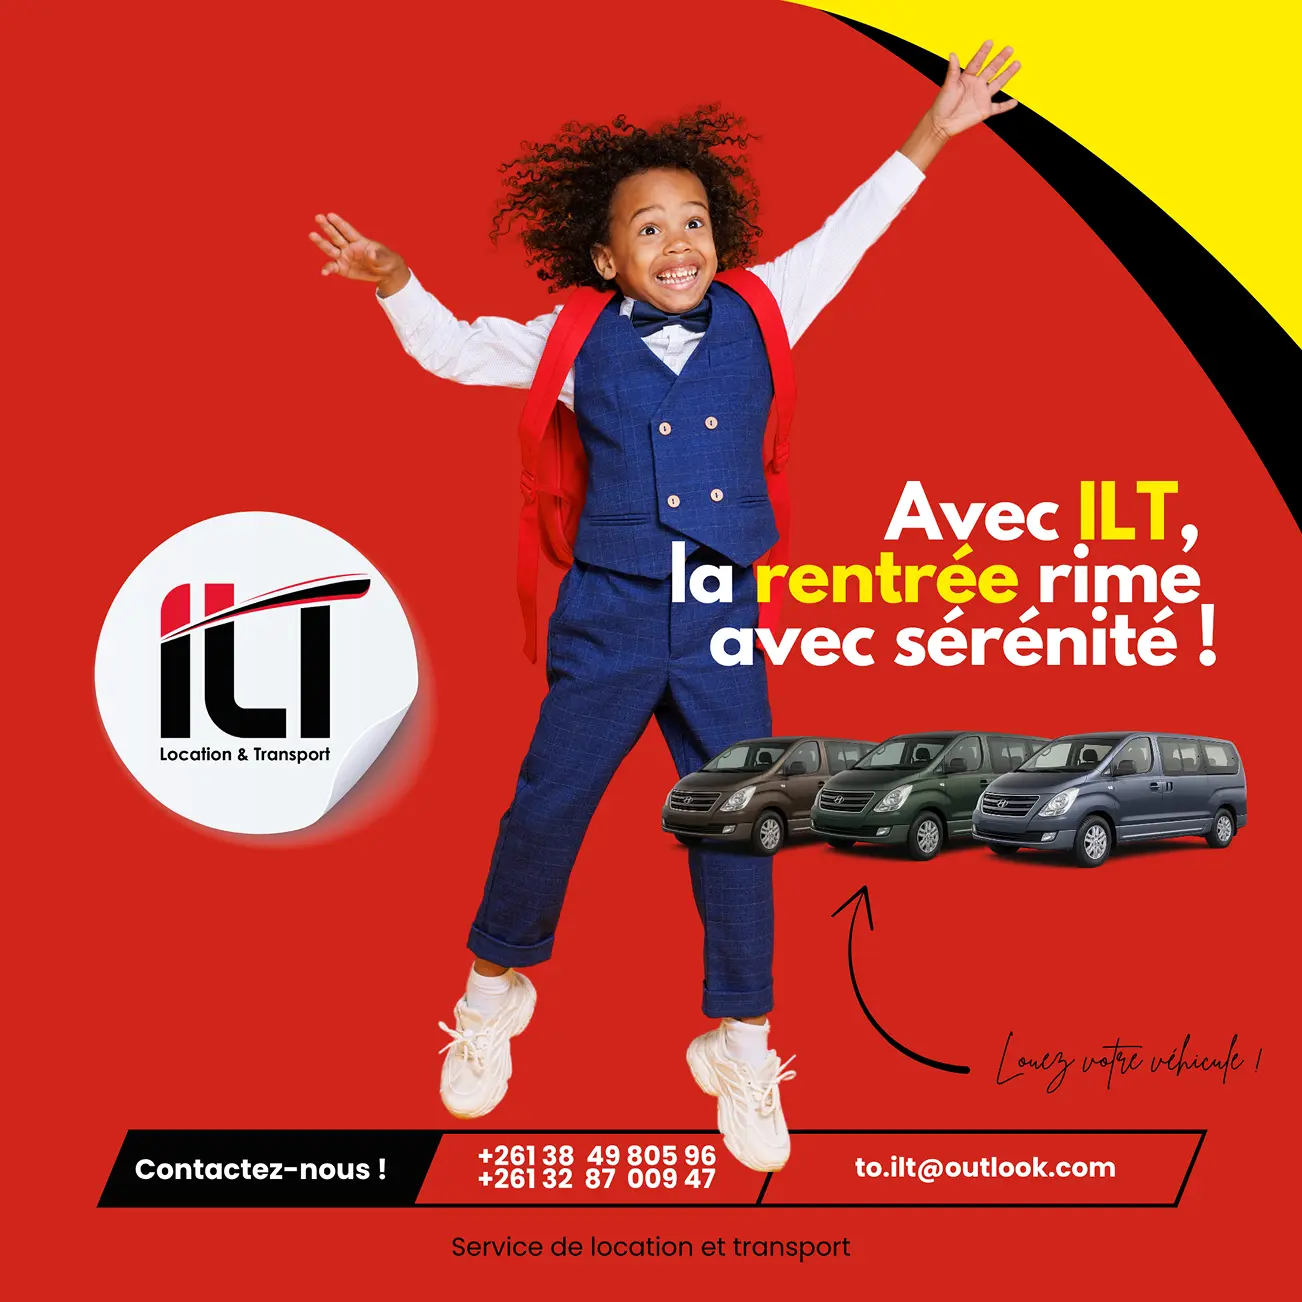 Avec ILT,
la rentrée rime
avec sérénité !
ILT
Location & Transport
Louez votre véhicule !
Contactez-nous !
+261 38 49 805 96
+261 32 87 009 47
to.ilt@outlook.com
Service de location et transport